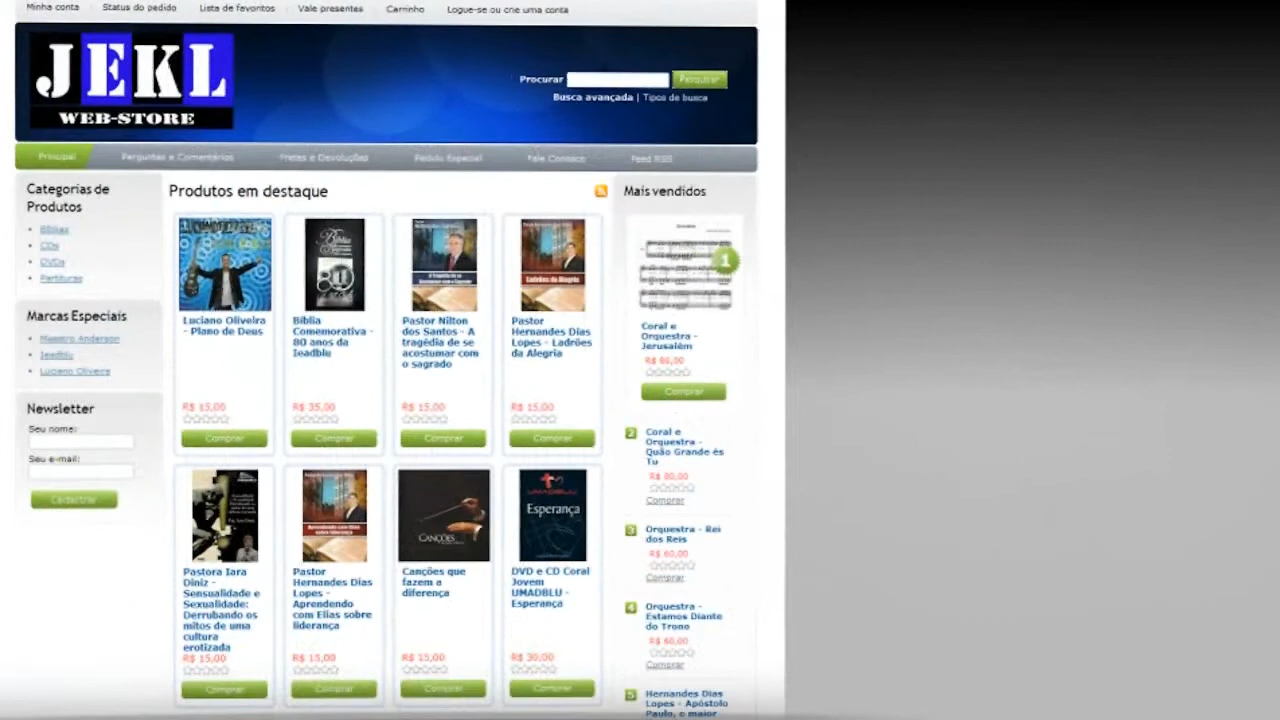 Minha conta
Status do pedido
Lista de favoritos
Vale presentes
Carrinho
Logue-se ou crie uma conta
JEKL
WEB-STORE
Procurar
Pesquisar
Busca avançada | Tipos de busca
Principal
Perguntas e Comentários
Fretes e Devoluções
Pedido Especial
Fale Conosco
Feed RSS
Categorias de
Produtos
Bíblias
CDs
DVDs
Partituras
Marcas Especiais
Maestro Anderson
Ieadblu
Luciano Oliveira
Newsletter
Seu nome:
Seu e-mail:
Cadastrar
Produtos em destaque
Luciano Oliveira
- Plano de Deus
R$ 15,00
Comprar
Bíblia
80
Bíblia
Comemorativa -
80 anos da
Ieadblu
R$ 35,00
Comprar
Pastor Nilton
dos Santos - A
tragédia de se
acostumar com
o sagrado
R$ 15,00
Comprar
Ladrões da Alegria
Pastor
Hernandes Dias
Lopes - Ladrões
da Alegria
R$ 15,00
Comprar
Pastora Iara
Diniz -
Sensualidade e
Sexualidade:
Derrubando os
mitos de uma
cultura
erotizada
R$ 15,00
Comprar
Pastor
Hernandes Dias
Lopes -
Aprendendo
com Elias sobre
liderança
R$ 15,00
Comprar
CANÇÕES
Canções que
fazem a
diferença
R$ 15,00
Comprar
UMADBLU
Esperança
DVD e CD Coral
Jovem
UMADBLU -
Esperança
R$ 30,00
Comprar
Mais vendidos
1
Coral e
Orquestra -
Jerusalém
R$ 80,00
Comprar
2
Coral e
Orquestra -
Quão Grande és
Tu
R$ 80,00
Comprar
3
Orquestra - Rei
dos Reis
R$ 60,00
Comprar
4
Orquestra -
Estamos Diante
do Trono
R$ 60,00
Comprar
5
Hernandes Dias
Lopes - Apóstolo
Paulo, o maior